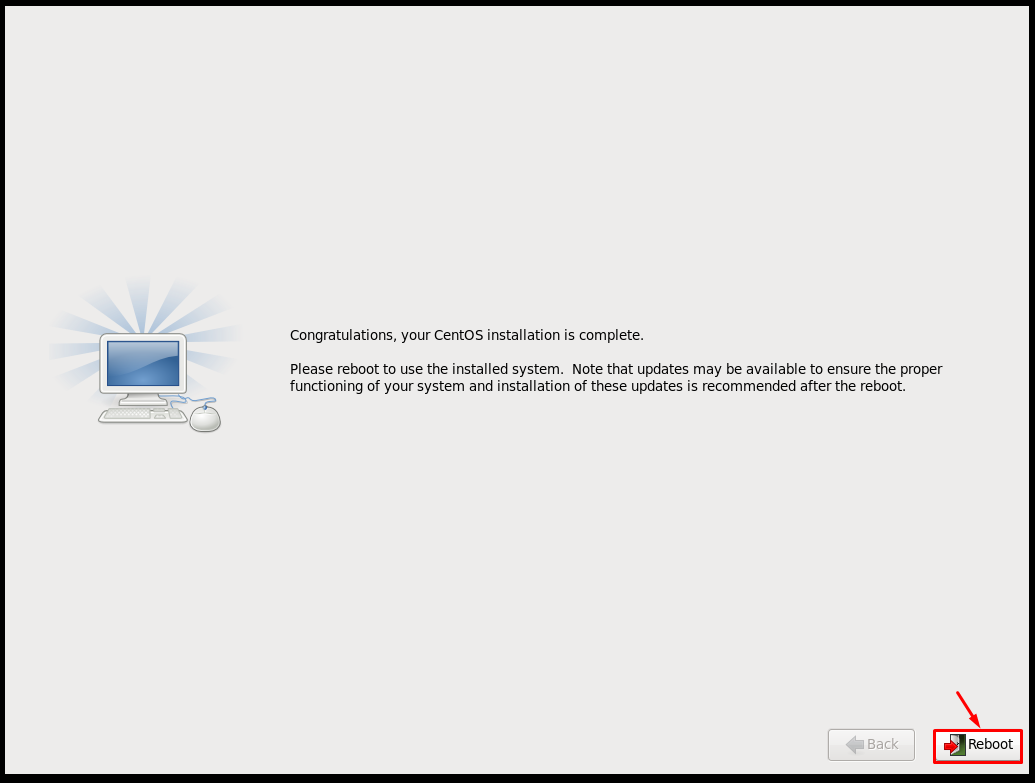 Congratulations, your CentOS installation is complete.
Please reboot to use the installed system.  Note that updates may be available to ensure the proper
functioning of your system and installation of these updates is recommended after the reboot.
Back
Reboot